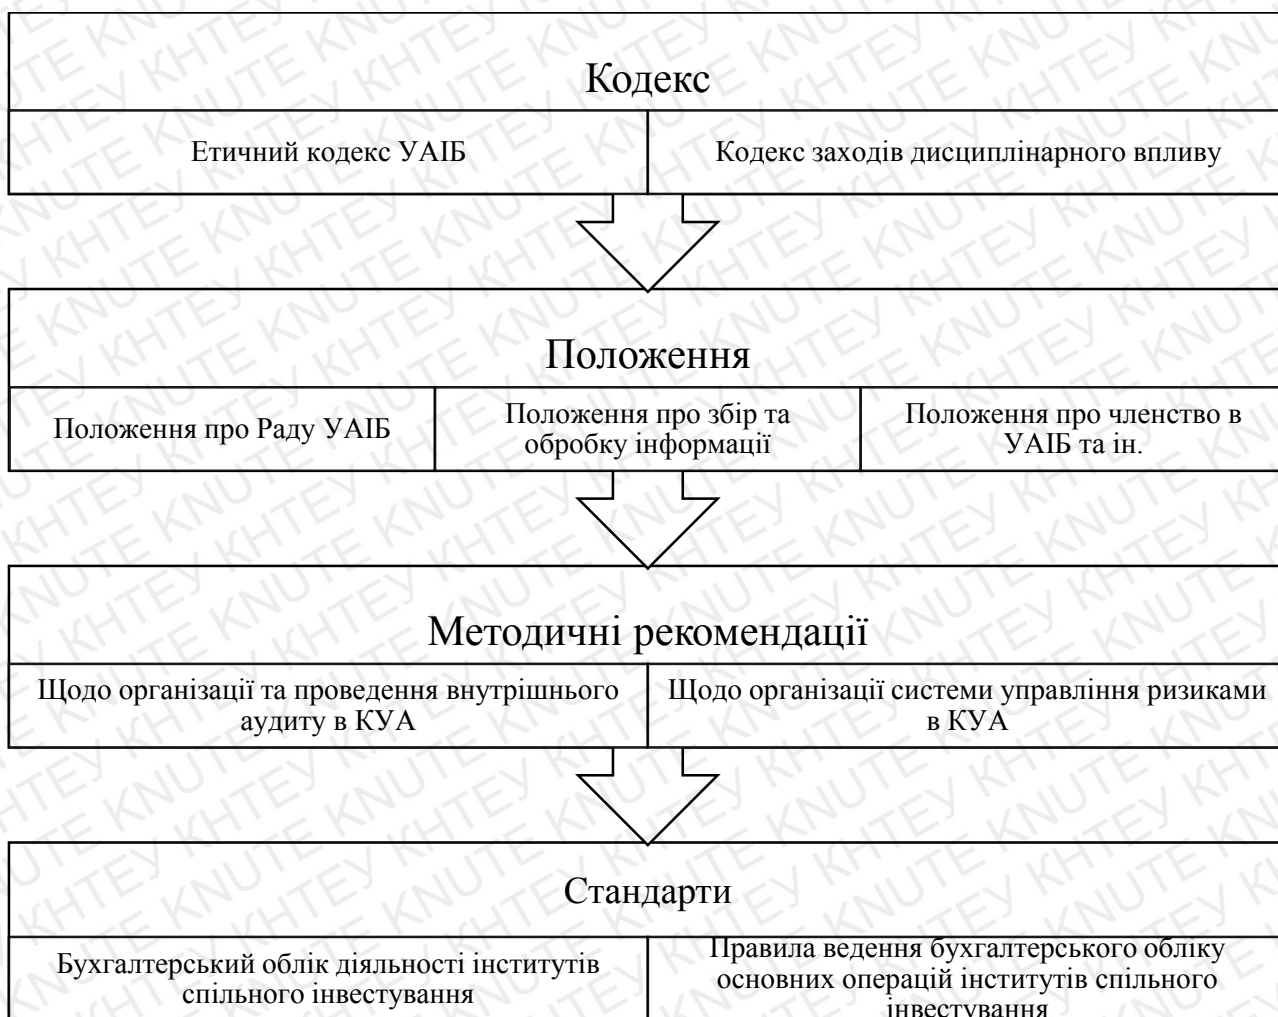 Кодекс
Етичний кодекс УАІБ
Кодекс заходів дисциплінарного впливу
Положення
Положення про Раду УАІБ
Положення про збір та
обробку інформації
Положення про членство в
УАІБ та ін.
Методичні рекомендації
Щодо організації та проведення внутрішнього
аудиту в КУА
Щодо організації системи управління ризиками
в КУА
Стандарти
Бухгалтерський облік діяльності інститутів
спільного інвестування
Правила ведення бухгалтерського обліку
основних операцій інститутів спільного
інвестування